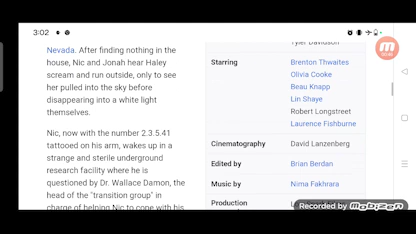 3:02
Nevada. After finding nothing in the
house, Nic and Jonah hear Haley
scream and run outside, only to see
her pulled into the sky before
disappearing into a white light
themselves.
Nic, now with the number 2.3.5.41
tattooed on his arm, wakes up in a
strange and sterile underground
research facility where he is
questioned by Dr. Wallace Damon, the
head of the "transition group" in
charge of helping Nic to cope with his
Tyler Davidson
Starring
Brenton Thwaites
Olivia Cooke
Beau Knapp
Lin Shaye
Robert Longstreet
Laurence Fishburne
Cinematography
David Lanzenberg
Edited by
Brian Berdan
Music by
Nima Fakhrara
Production
Recorded by
Mobizen